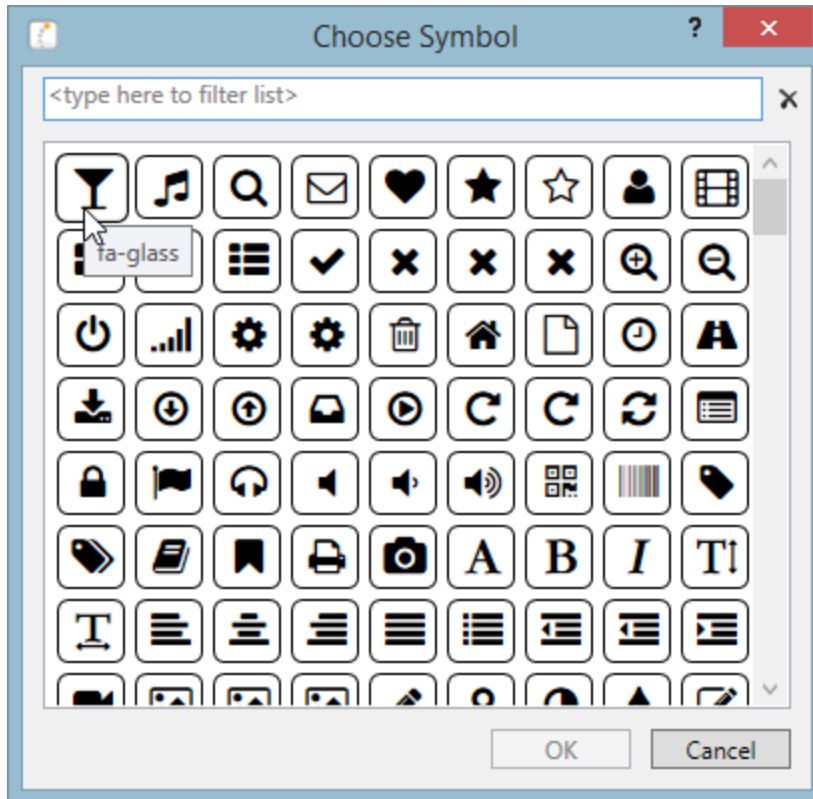 Choose Symbol
?
<type here to filter list>
fa-glass
A B I T
T
OK Cancel